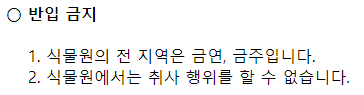 ○ 반입 금지
1. 식물원의 전 지역은 금연, 금주입니다.
2. 식물원에서는 취사 행위를 할 수 없습니다.